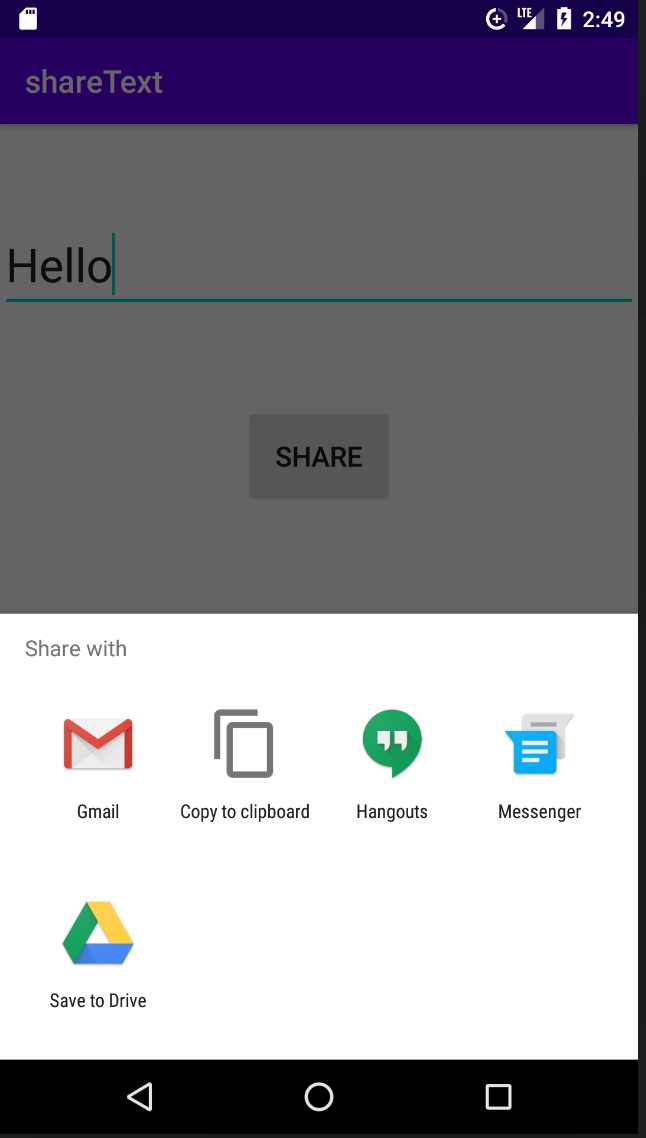 LTE 2:49
shareText
Hello
SHARE
Share with
Gmail Copy to clipboard Hangouts Messenger
Save to Drive